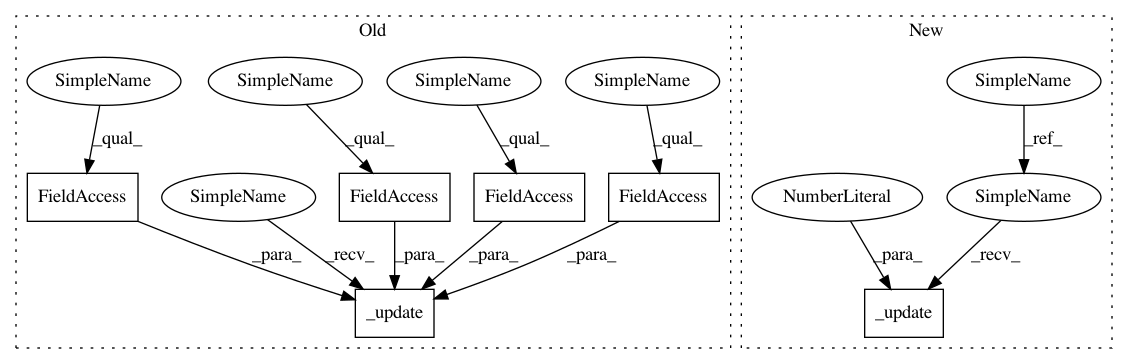 Old
New
SimpleName
SimpleName
SimpleName
SimpleName
SimpleName
_qual_
_qual_
_qual_
_qual_
_ref_
FieldAccess
SimpleName
FieldAccess
FieldAccess
FieldAccess
NumberLiteral
SimpleName
_para_
_recv_
_para_
_para_
_para_
_para_
_recv_
_update
_update